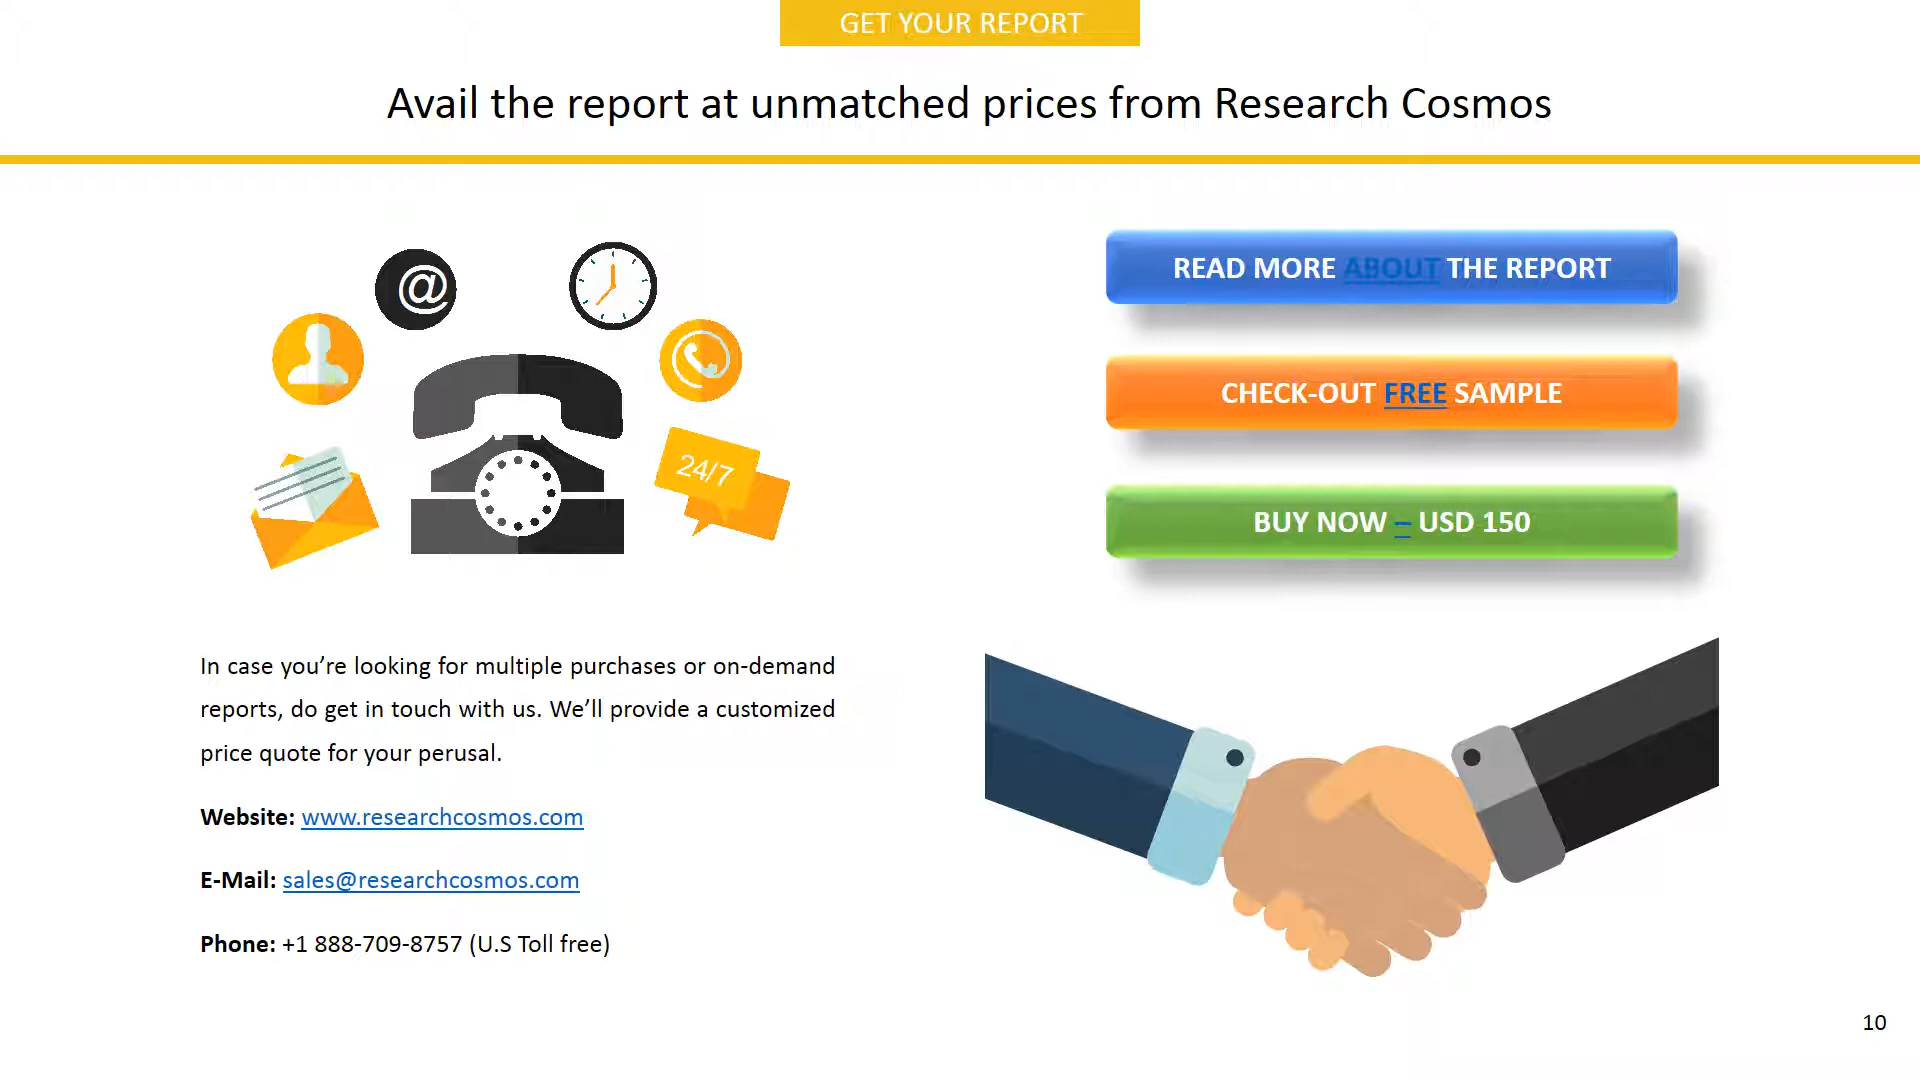 GET YOUR REPORT
Avail the report at unmatched prices from Research Cosmos
@
24/7
READ MORE ABOUT THE REPORT
CHECK-OUT FREE SAMPLE
BUY NOW – USD 150
In case you’re looking for multiple purchases or on-demand
reports, do get in touch with us. We’ll provide a customized
price quote for your perusal.
Website: www.researchcosmos.com
E-Mail: sales@researchcosmos.com
Phone: +1 888-709-8757 (U.S Toll free)
10